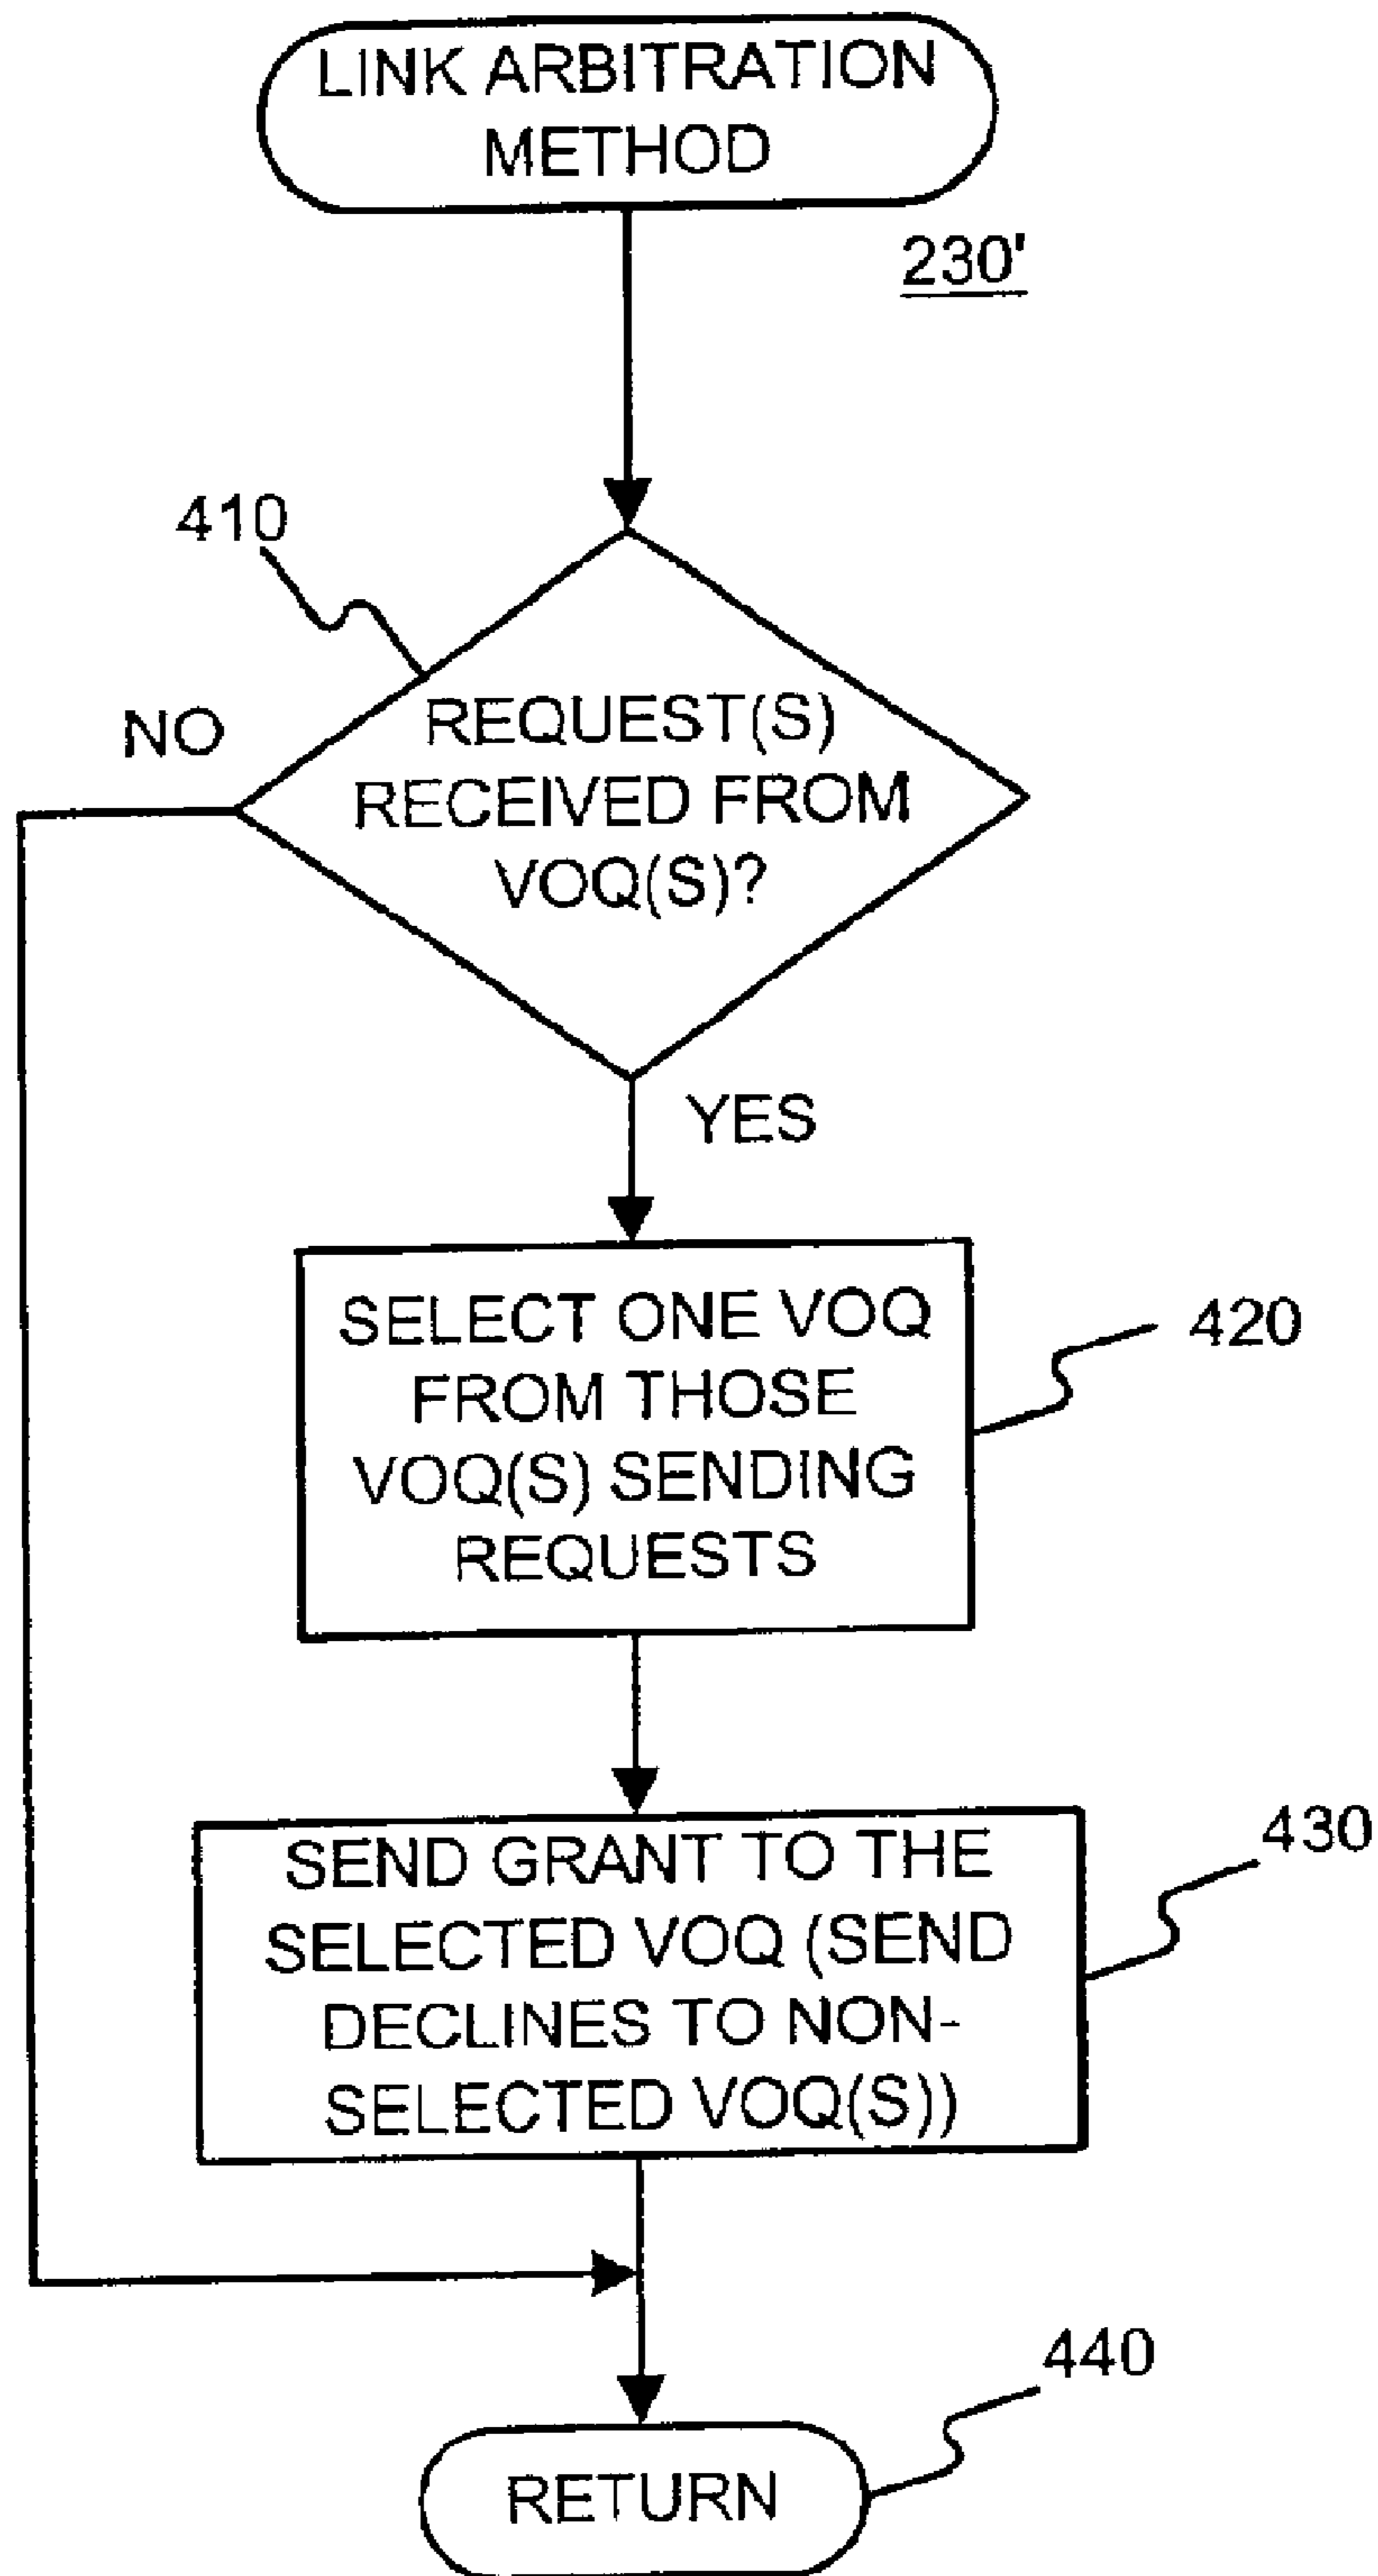 LINK ARBITRATION
METHOD
230'
410
NO
REQUEST(S)
RECEIVED FROM
VOQ(S)?
YES
SELECT ONE VOQ
FROM THOSE
VOQ(S) SENDING
REQUESTS
420
SEND GRANT TO THE
SELECTED VOQ (SEND
DECLINES TO NON-
SELECTED VOQ(S))
430
440
RETURN